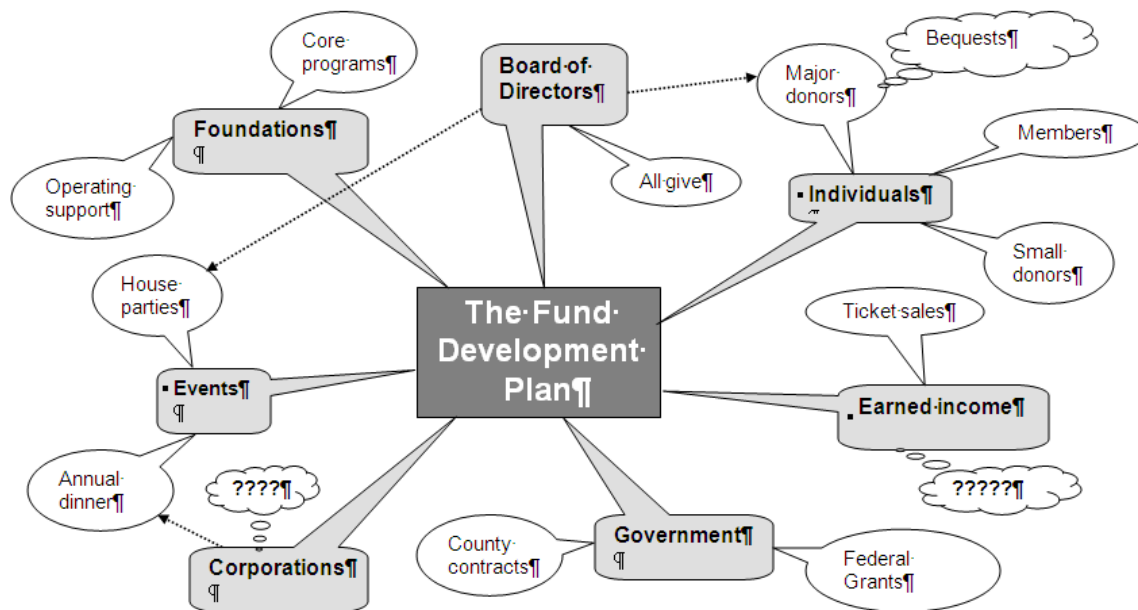 Core·
programs¶
Board·of·
Directors¶
Bequests¶
Major·
donors¶
Foundations¶
¶
Members¶
Operating·
support¶
All·give¶
▪ Individuals¶
¶
Small·
donors¶
House·
parties¶
The·Fund·
Development·
Plan¶
Ticket·sales¶
▪ Events¶
¶
▪ Earned·income¶
Annual·
dinner¶
????¶
?????¶
County·
contracts¶
Government¶
¶
Federal·
Grants¶
Corporations¶
¶